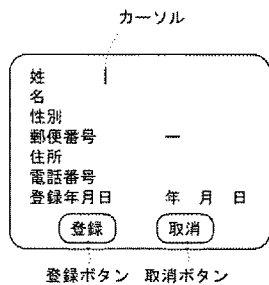 カーソル
姓
名
性別
郵便番号 ー
住所
電話番号
登録年月日 年 月 日
登録 取消
登録ボタン 取消ボタン